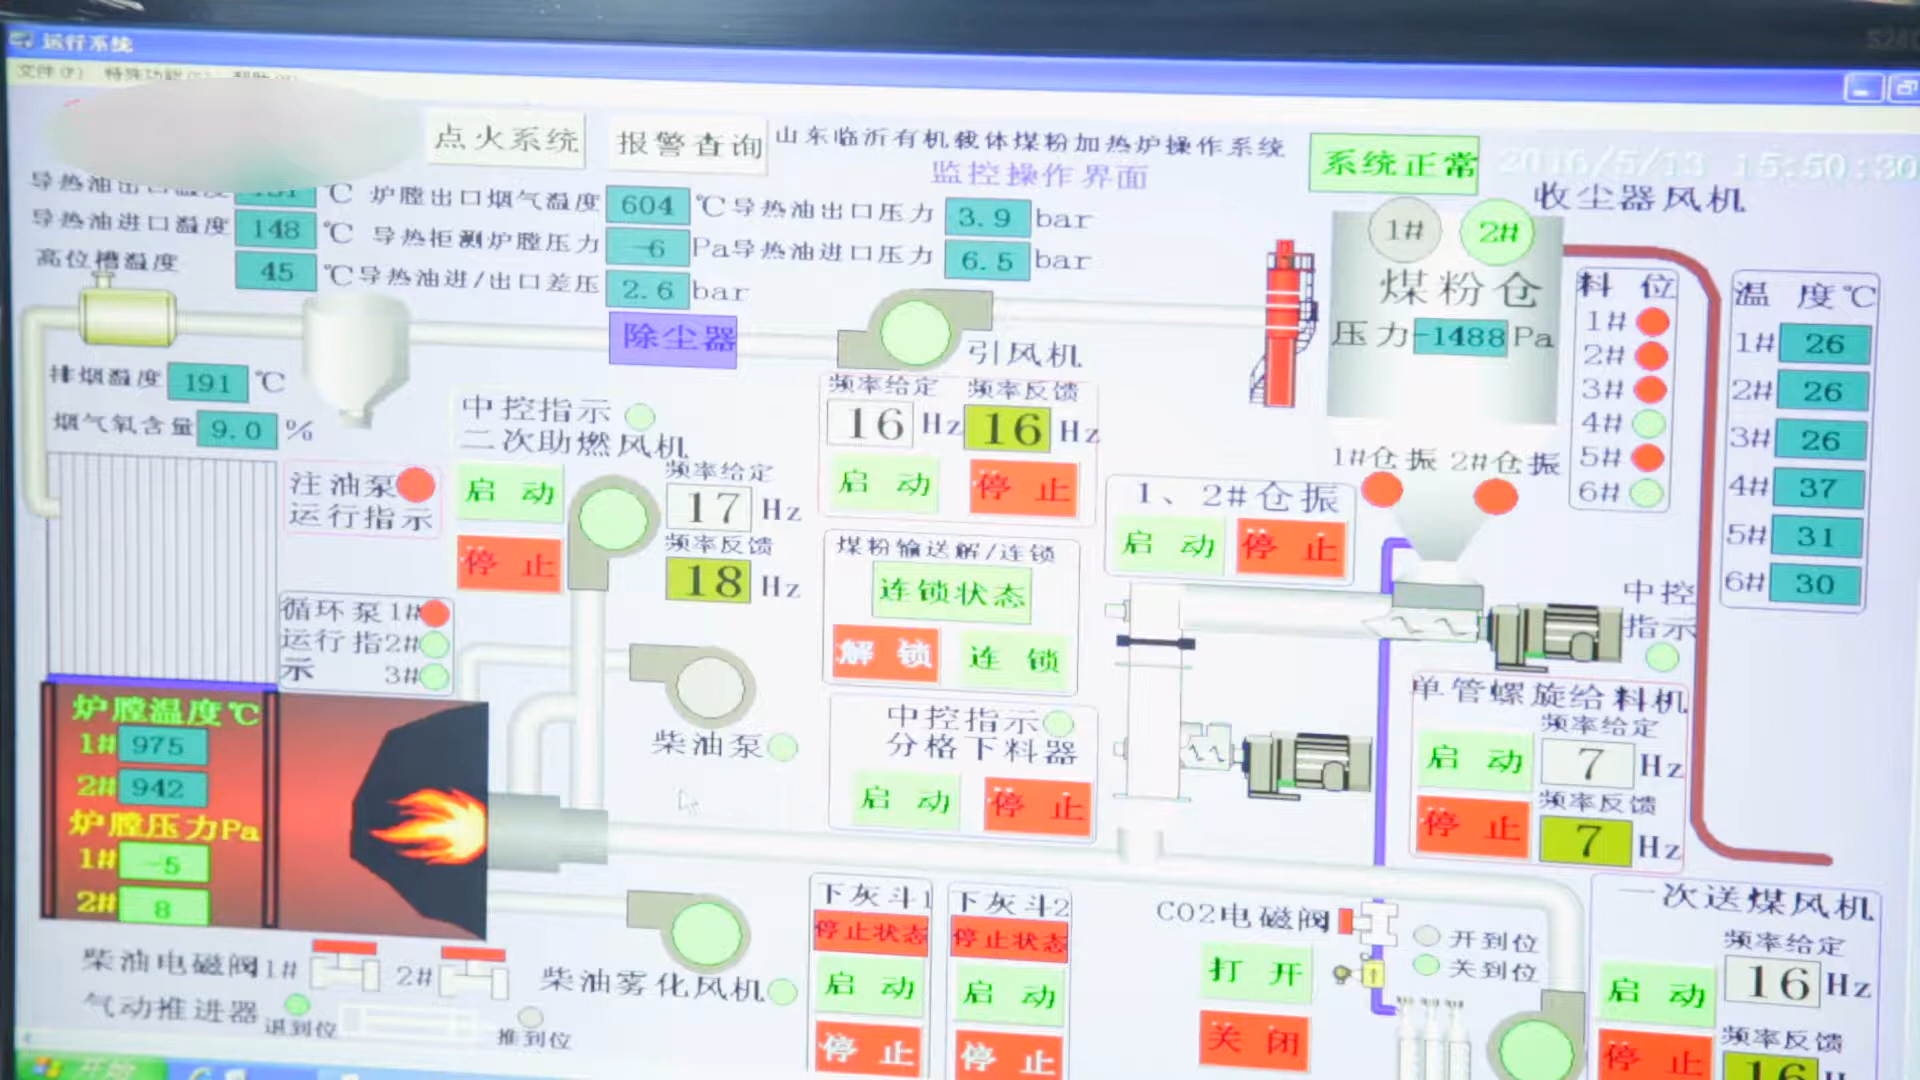 运行系统
文件(F) 特殊功能(S) 帮助(H)
点火系统
报警查询
山东临沂有机载体煤粉加热炉操作系统
监控操作界面
系统正常
2016/5/13 15:50:30
导热油出口温度 ℃
导热油进口温度 148 ℃
高位槽温度 45 ℃
炉膛出口烟气温度 604 ℃
导热柜测炉膛压力 -6 Pa
导热油进/出口差压 2.6 bar
导热油出口压力 3.9 bar
导热油进口压力 6.5 bar
收尘器风机
1# 2#
煤粉仓
压力 -1488 Pa
料 位
1#
2#
3#
4#
5#
6#
温 度℃
1# 26
2# 26
3# 26
4# 37
5# 31
6# 30
除尘器
引风机
频率给定 频率反馈
16 Hz 16 Hz
启 动 停 止
排烟温度 191 ℃
烟气氧含量 9.0 %
中控指示
二次助燃风机
启 动
停 止
频率给定
17 Hz
频率反馈
18 Hz
注油泵
运行指示
循环泵 1#
运行指 2#
示 3#
1#仓振 2#仓振
1、2#仓振
启 动 停 止
煤粉输送解/连锁
连锁状态
解 锁 连 锁
中控指示
分格下料器
启 动 停 止
中控
指示
单管螺旋给料机
频率给定
启 动 7 Hz
频率反馈
停 止 7 Hz
柴油泵
炉膛温度℃
1# 975
2# 942
炉膛压力Pa
1# -5
2# 8
柴油电磁阀1# 2#
气动推进器 退到位 推到位
柴油雾化风机
下灰斗1
停止状态
启 动
停 止
下灰斗2
停止状态
启 动
停 止
CO2电磁阀
开到位
关到位
打 开
关 闭
一次送煤风机
频率给定
启 动 16 Hz
频率反馈
停 止 16
开始